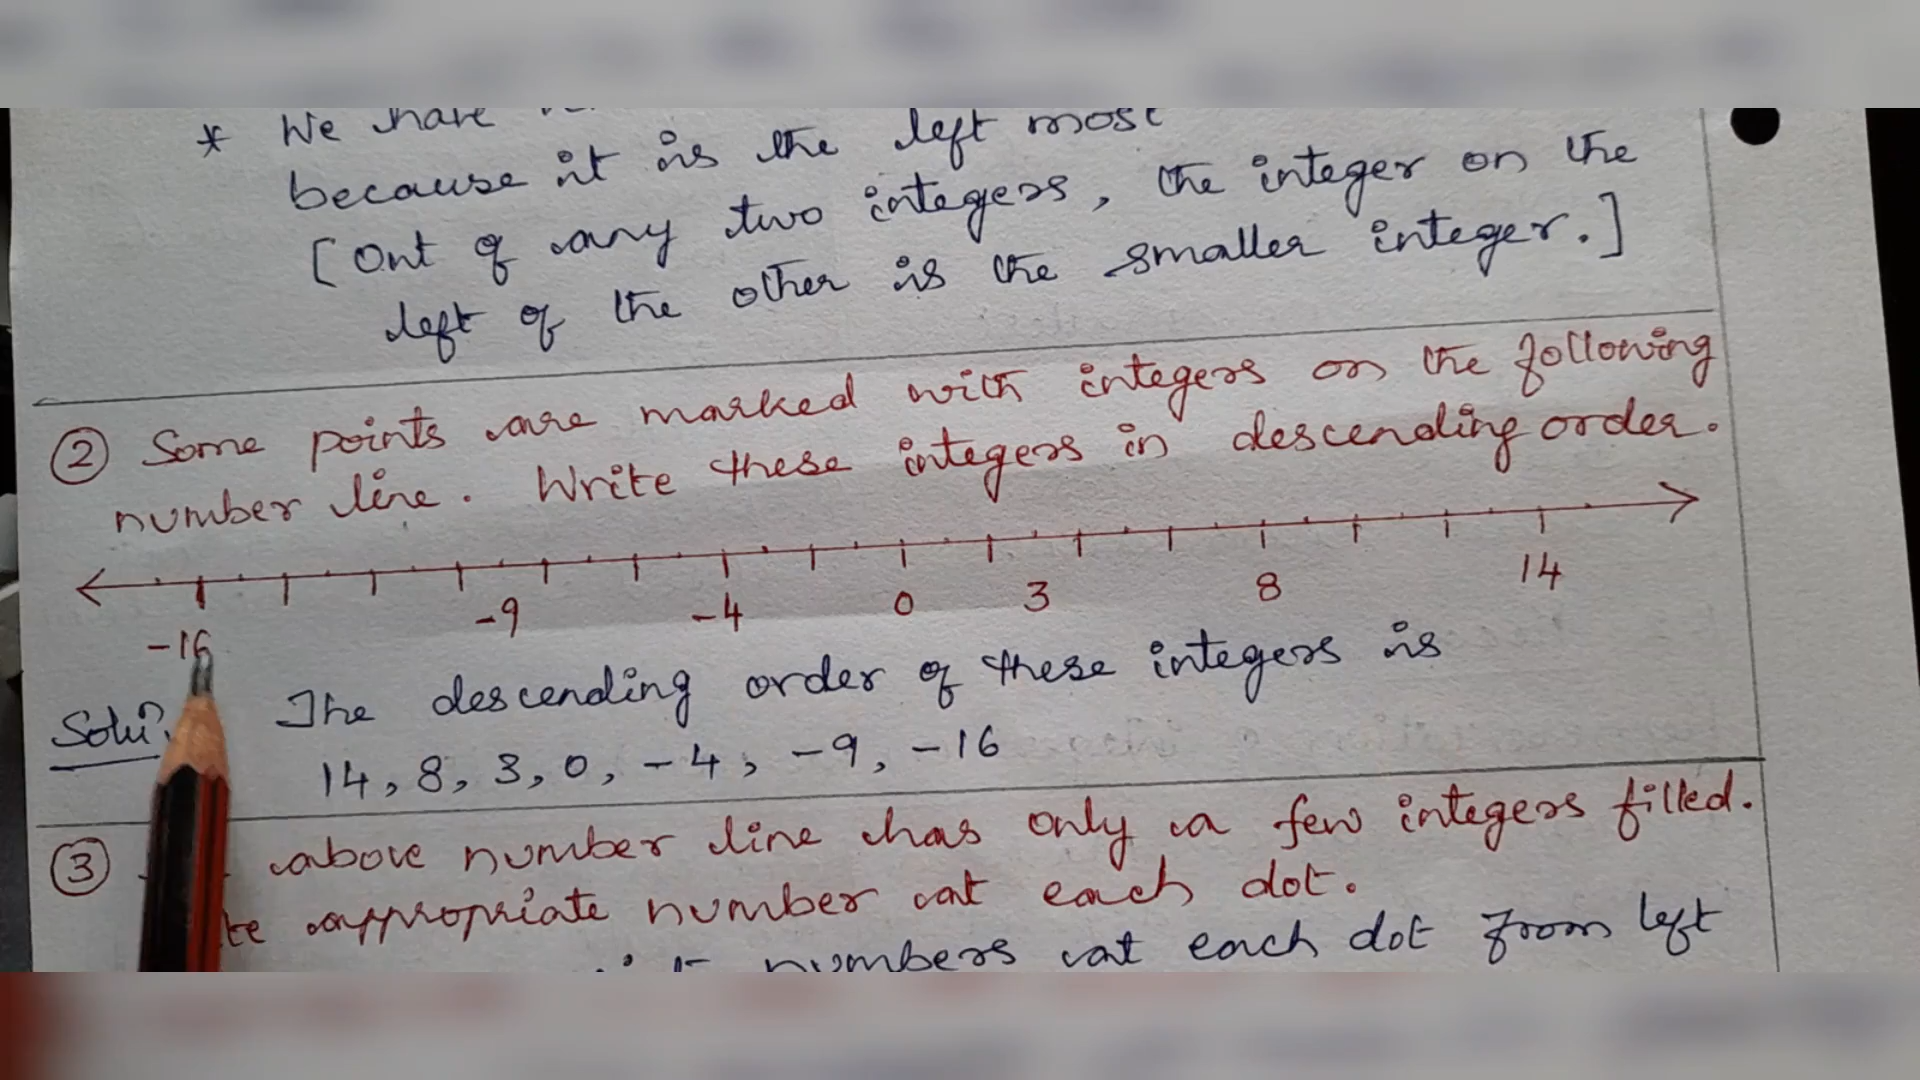 * We have
because it is the left most
[Out of any two integers, the integer on the
left of the other is the smaller integer.]
② Some points are marked with integers on the following
number line. Write these integers in descending order.
-16 -9 -4 0 3 8 14
Solu?. The descending order of these integers is
14, 8, 3, 0, -4, -9, -16
③ above number line has only a few integers filled.
appropriate number at each dot.
numbers at each dot from left